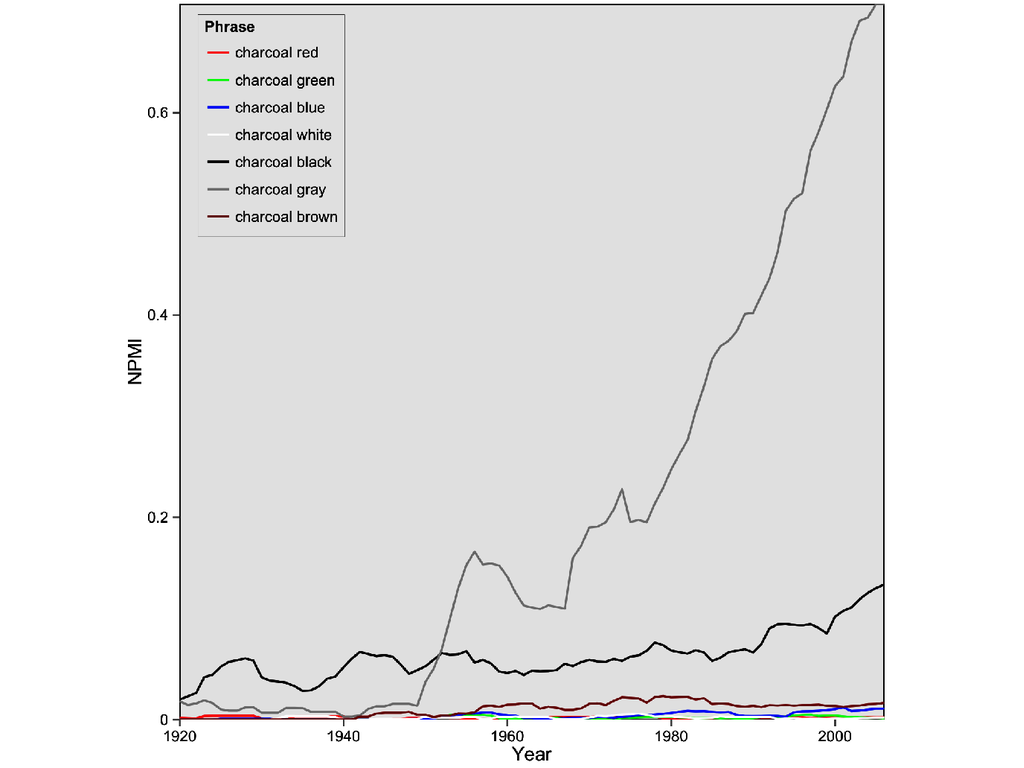 Phrase
charcoal red
charcoal green
charcoal blue
charcoal white
charcoal black
charcoal gray
charcoal brown
0.6
0.4
0.2
0
NPMI
1920
1940
1960
1980
2000
Year